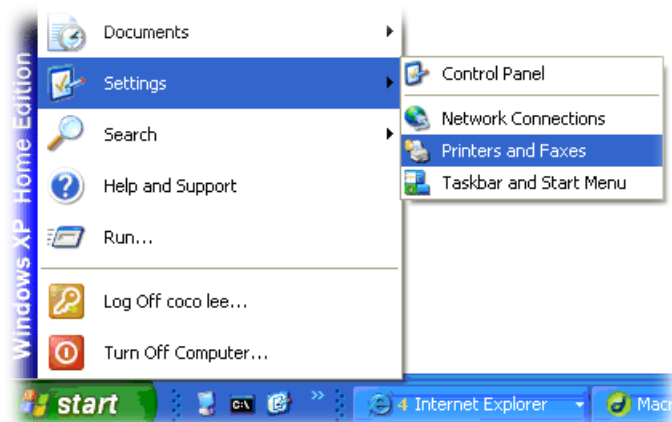 Windows XP Home Edition
Documents
Settings
Search
Help and Support
Run...
Log Off coco lee...
Turn Off Computer...
Control Panel
Network Connections
Printers and Faxes
Taskbar and Start Menu
start
C:\
»
4 Internet Explorer
Mac